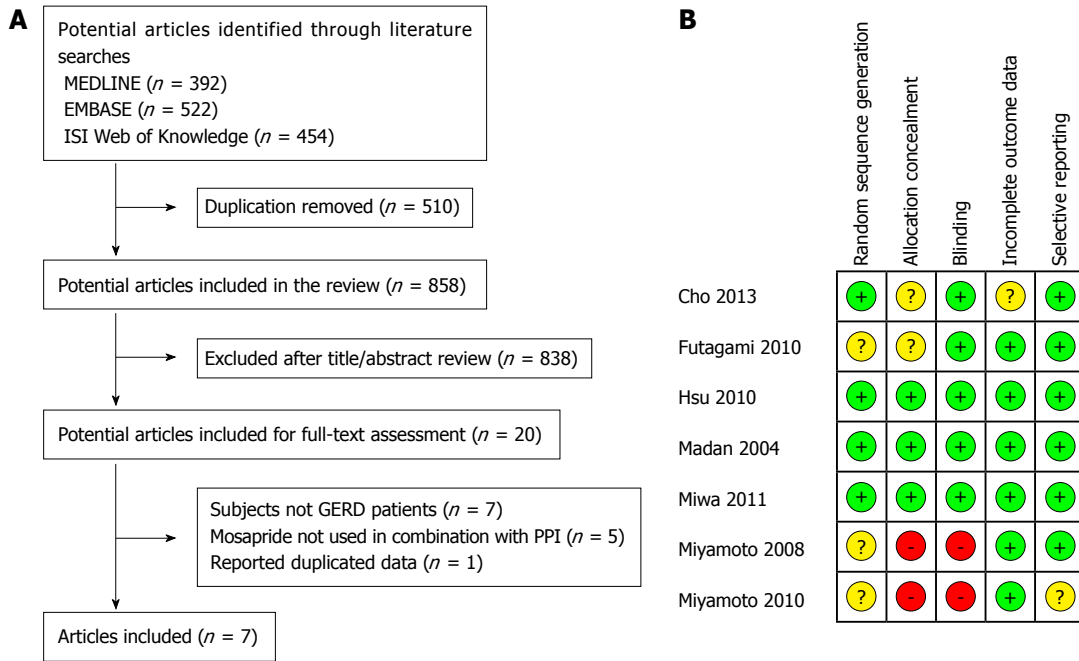 A
Potential articles identified through literature
searches
MEDLINE (n = 392)
EMBASE (n = 522)
ISI Web of Knowledge (n = 454)
Duplication removed (n = 510)
Potential articles included in the review (n = 858)
Excluded after title/abstract review (n = 838)
Potential articles included for full-text assessment (n = 20)
Subjects not GERD patients (n = 7)
Mosapride not used in combination with PPI (n = 5)
Reported duplicated data (n = 1)
Articles included (n = 7)
B
Random sequence generation
Allocation concealment
Blinding
Incomplete outcome data
Selective reporting
Cho 2013 + ? + ? +
Futagami 2010 ? ? + + +
Hsu 2010 + + + + +
Madan 2004 + + + + +
Miwa 2011 + + + + +
Miyamoto 2008 ? - - + +
Miyamoto 2010 ? - - + ?